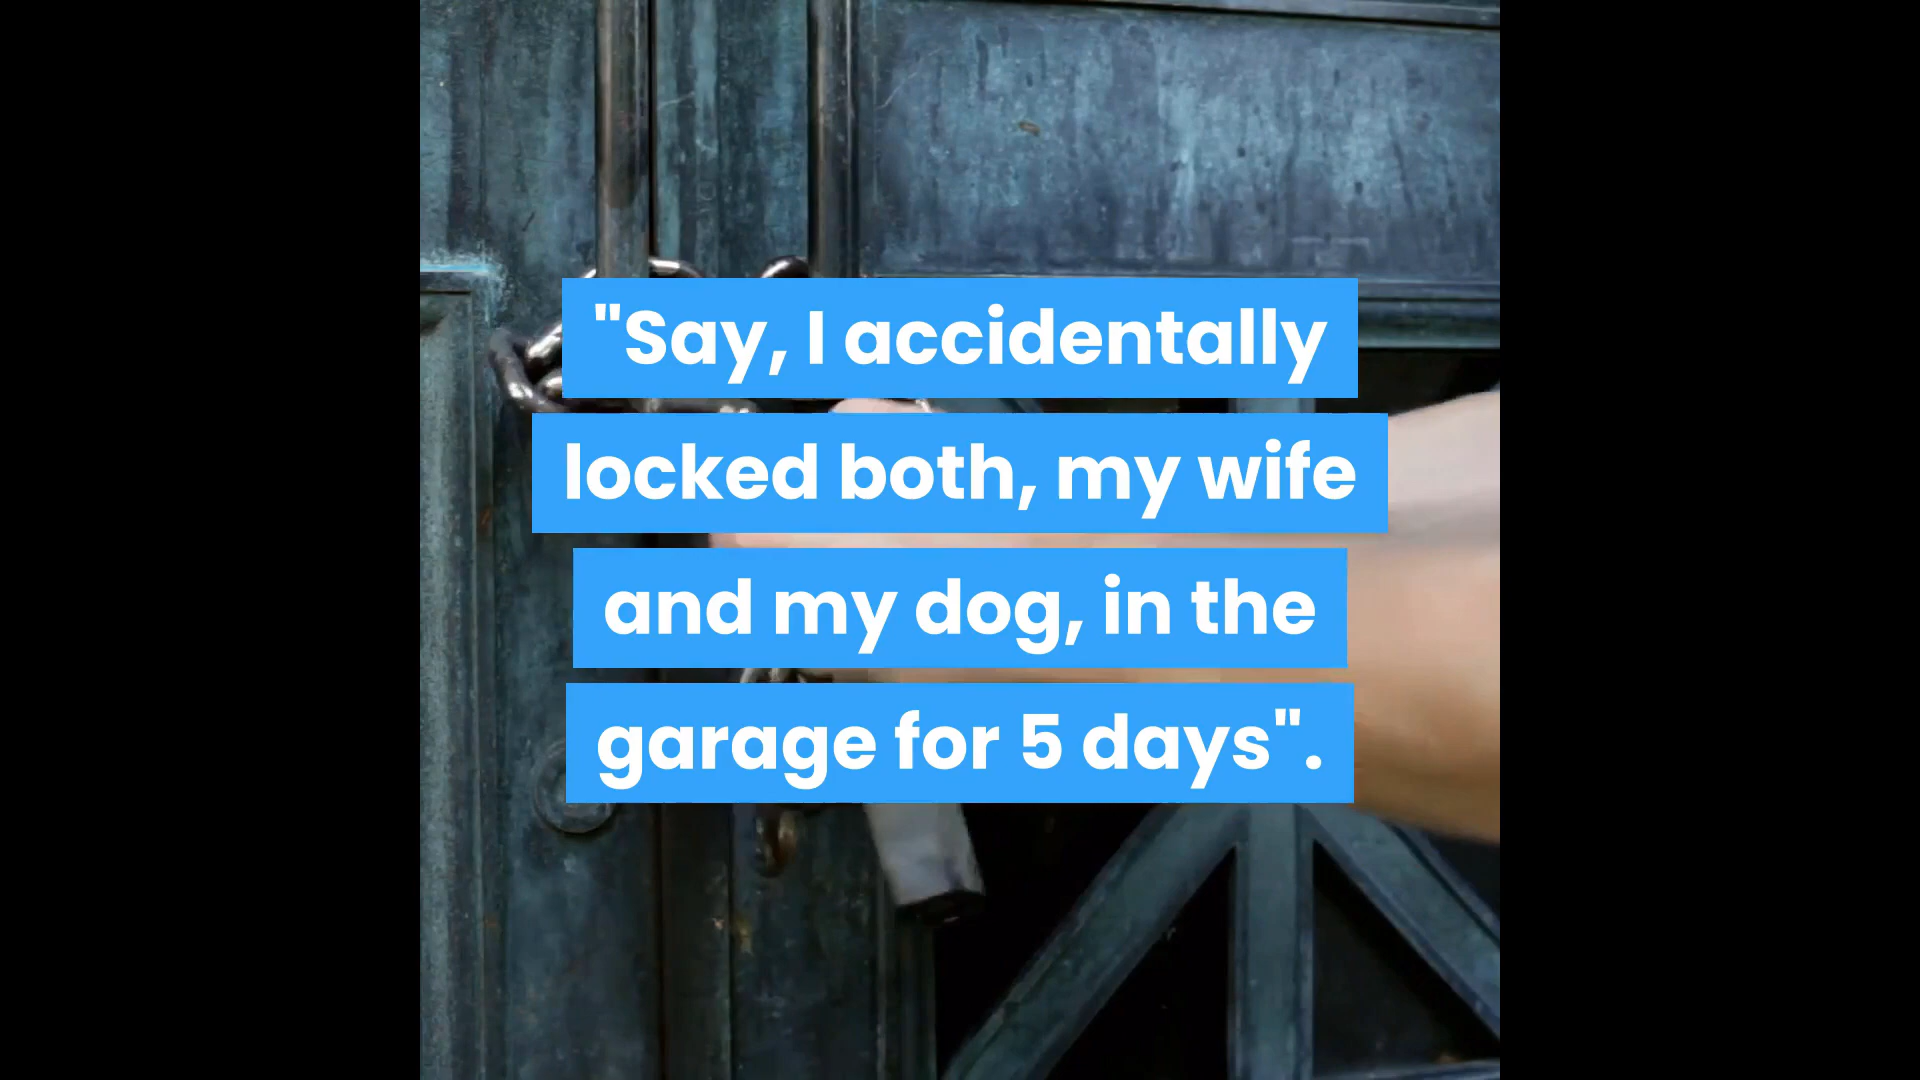 "Say, I accidentally
locked both, my wife
and my dog, in the
garage for 5 days".